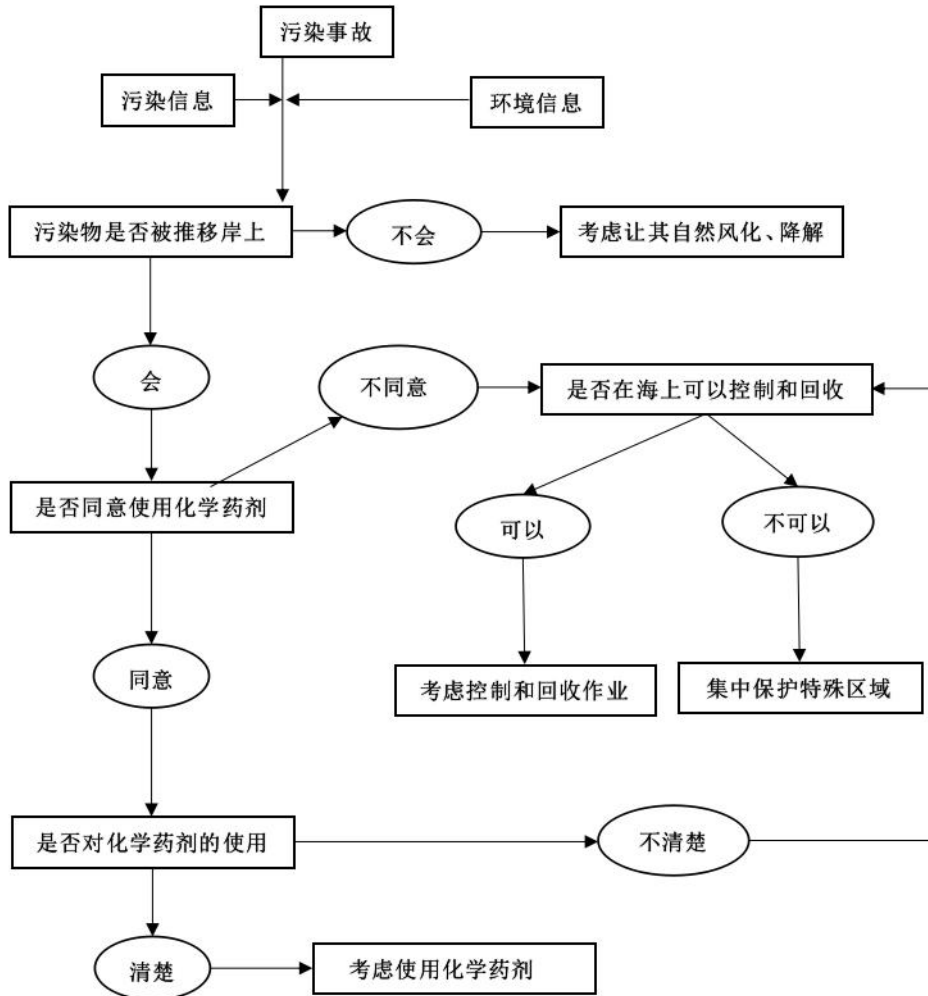 污染事故
污染信息
环境信息
污染物是否被推移岸上
不会
考虑让其自然风化、降解
会
不同意
是否在海上可以控制和回收
是否同意使用化学药剂
可以
不可以
同意
考虑控制和回收作业
集中保护特殊区域
是否对化学药剂的使用
不清楚
清楚
考虑使用化学药剂